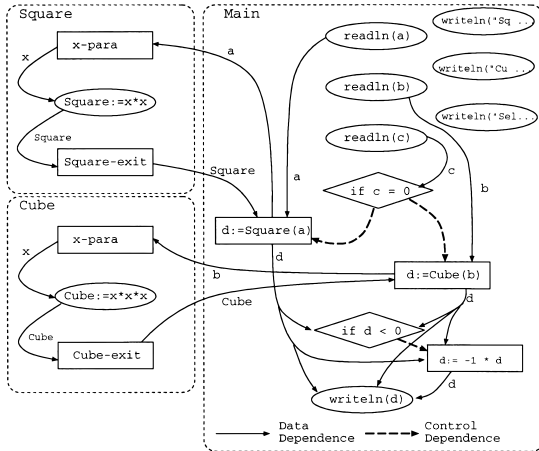 Square
x-para
x
Square:=x*x
Square
Square-exit
Cube
x-para
x
Cube:=x*x*x
Cube
Cube-exit
Main
a
readln(a)
writeln("Sq ...
writeln("Cu ...
readln(b)
writeln("Sel...
readln(c)
c
Square
a
if c = 0
b
d:=Square(a)
d
b
d:=Cube(b)
Cube
d
if d < 0
d:= -1 * d
d
writeln(d)
Data
Dependence
Control
Dependence